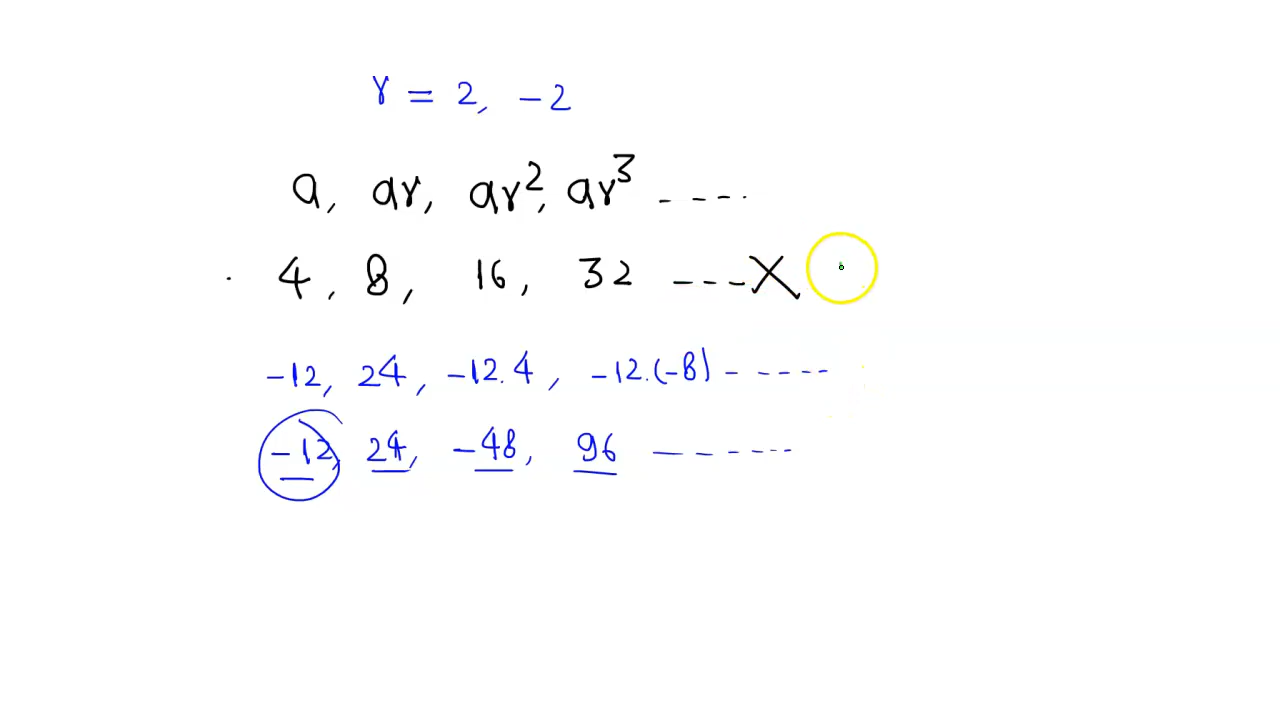 r = 2, -2
a, ar, ar², ar³ ----
4, 8, 16, 32 ---X
-12, 24, -12.4, -12.(-8) -----
-12, 24, -48, 96 ------